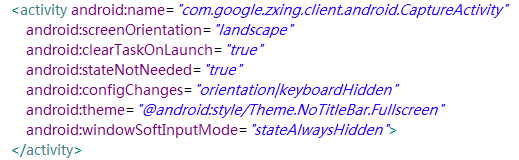 <activity android:name="com.google.zxing.client.android.CaptureActivity"
android:screenOrientation="landscape"
android:clearTaskOnLaunch="true"
android:stateNotNeeded="true"
android:configChanges="orientation|keyboardHidden"
android:theme="@android:style/Theme.NoTitleBar.Fullscreen"
android:windowSoftInputMode="stateAlwaysHidden">
</activity>